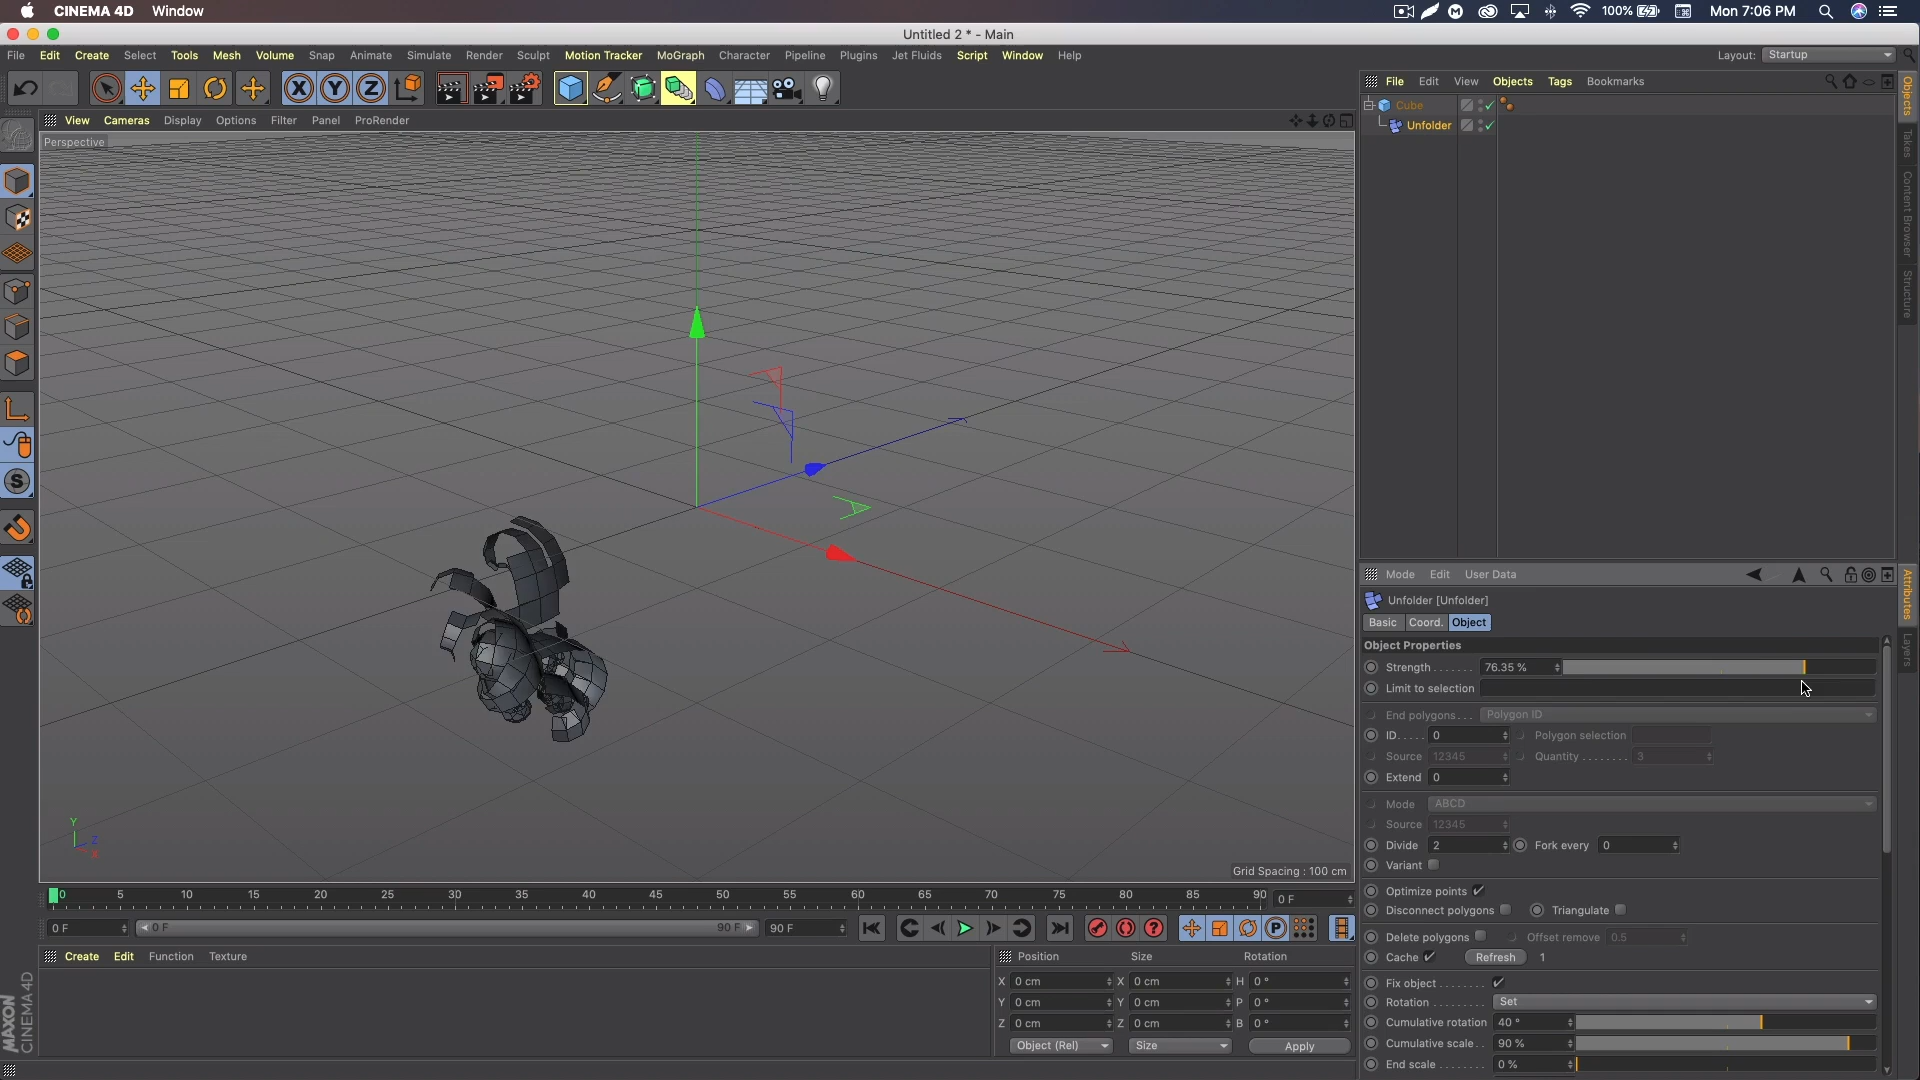 CINEMA 4D Window 100% Mon 7:06 PM
Untitled 2 * - Main
File Edit Create Select Tools Mesh Volume Snap Animate Simulate Render Sculpt Motion Tracker MoGraph Character Pipeline Plugins Jet Fluids Script Window Help Layout: Startup
X Y Z
File Edit View Objects Tags Bookmarks
View Cameras Display Options Filter Panel ProRender
Perspective
Cube
Unfolder
Objects
Takes
Content Browser
Structure
Mode Edit User Data
Unfolder [Unfolder]
Basic Coord. Object
Object Properties
Strength....... 76.35 %
Limit to selection
End polygons... Polygon ID
ID..... 0 Polygon selection
Source 12345 Quantity........ 3
Extend 0
Mode ABCD
Source 12345
Divide 2 Fork every 0
Variant
Optimize points
Disconnect polygons Triangulate
Delete polygons Offset remove 0.5
Cache Refresh 1
Fix object........
Rotation......... Set
Cumulative rotation 40 °
Cumulative scale.. 90 %
End scale........ 0 %
Attributes
Layers
Y
Z
X
Grid Spacing : 100 cm
0 5 10 15 20 25 30 35 40 45 50 55 60 65 70 75 80 85 90 0 F
0 F 0 F 90 F 90 F
Create Edit Function Texture
Position Size Rotation
X 0 cm X 0 cm H 0 °
Y 0 cm Y 0 cm P 0 °
Z 0 cm Z 0 cm B 0 °
Object (Rel) Size Apply
MAXON
CINEMA 4D